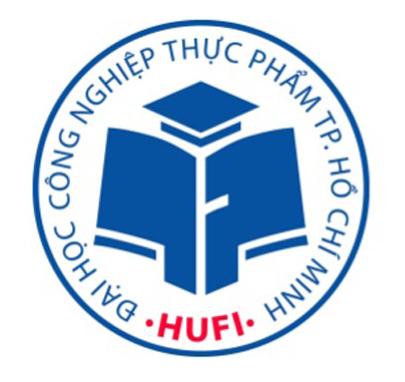 ĐẠI HỌC CÔNG NGHIỆP THỰC PHẨM TP. HỒ CHÍ MINH
•HUFI•